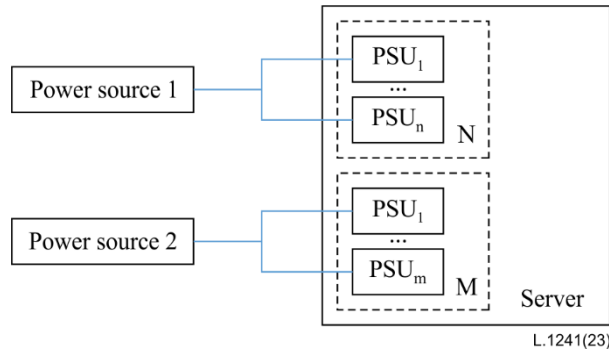 PSU₁
Power source 1
...
PSUₙ
N
PSU₁
Power source 2
...
PSUₘ
M
Server
L.1241(23)